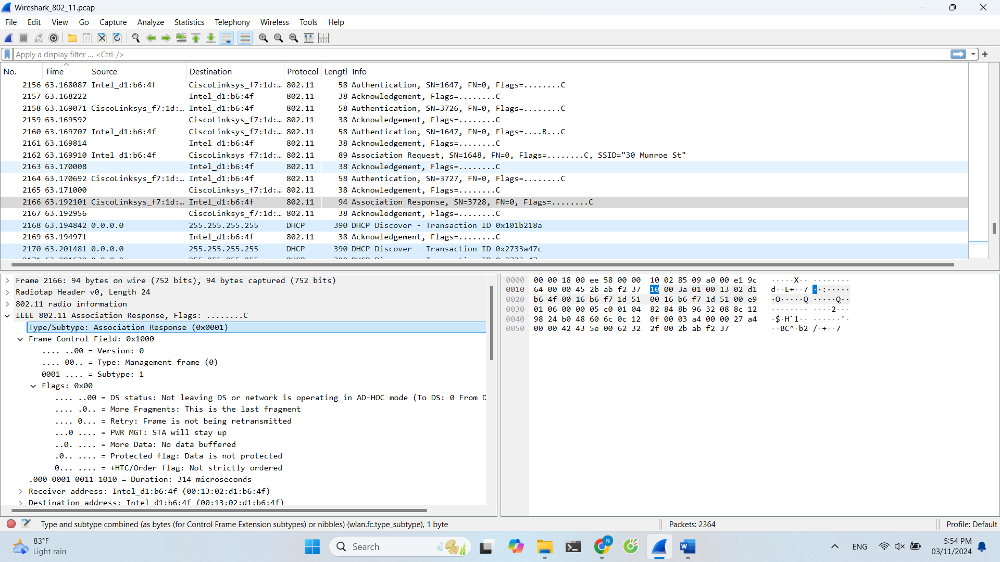 Wireshark_802_11.pcap
File Edit View Go Capture Analyze Statistics Telephony Wireless Tools Help
Apply a display filter ... <Ctrl-/>
No. Time Source Destination Protocol Lengtl Info
2156 63.168087 Intel_d1:b6:4f CiscoLinksys_f7:1d:… 802.11 58 Authentication, SN=1647, FN=0, Flags=........C
2157 63.168222 Intel_d1:b6:4f 802.11 38 Acknowledgement, Flags=........C
2158 63.169071 CiscoLinksys_f7:1d:… Intel_d1:b6:4f 802.11 58 Authentication, SN=3726, FN=0, Flags=........C
2159 63.169592 CiscoLinksys_f7:1d:… 802.11 38 Acknowledgement, Flags=........C
2160 63.169707 Intel_d1:b6:4f CiscoLinksys_f7:1d:… 802.11 58 Authentication, SN=1647, FN=0, Flags=....R...C
2161 63.169814 Intel_d1:b6:4f 802.11 38 Acknowledgement, Flags=........C
2162 63.169910 Intel_d1:b6:4f CiscoLinksys_f7:1d:… 802.11 89 Association Request, SN=1648, FN=0, Flags=........C, SSID="30 Munroe St"
2163 63.170008 Intel_d1:b6:4f 802.11 38 Acknowledgement, Flags=........C
2164 63.170692 CiscoLinksys_f7:1d:… Intel_d1:b6:4f 802.11 58 Authentication, SN=3727, FN=0, Flags=........C
2165 63.171000 CiscoLinksys_f7:1d:… 802.11 38 Acknowledgement, Flags=........C
2166 63.192101 CiscoLinksys_f7:1d:… Intel_d1:b6:4f 802.11 94 Association Response, SN=3728, FN=0, Flags=........C
2167 63.192956 CiscoLinksys_f7:1d:… 802.11 38 Acknowledgement, Flags=........C
2168 63.194842 0.0.0.0 255.255.255.255 DHCP 390 DHCP Discover - Transaction ID 0x101b218a
2169 63.194971 Intel_d1:b6:4f 802.11 38 Acknowledgement, Flags=........C
2170 63.201481 0.0.0.0 255.255.255.255 DHCP 390 DHCP Discover - Transaction ID 0x2733a47c
Frame 2166: 94 bytes on wire (752 bits), 94 bytes captured (752 bits)
Radiotap Header v0, Length 24
802.11 radio information
IEEE 802.11 Association Response, Flags: ........C
Type/Subtype: Association Response (0x0001)
Frame Control Field: 0x1000
.... ..00 = Version: 0
.... 00.. = Type: Management frame (0)
0001 .... = Subtype: 1
Flags: 0x00
.... ..00 = DS status: Not leaving DS or network is operating in AD-HOC mode (To DS: 0 From D
.... .0.. = More Fragments: This is the last fragment
.... 0... = Retry: Frame is not being retransmitted
...0 .... = PWR MGT: STA will stay up
..0. .... = More Data: No data buffered
.0.. .... = Protected flag: Data is not protected
0... .... = +HTC/Order flag: Not strictly ordered
.000 0001 0011 1010 = Duration: 314 microseconds
Receiver address: Intel_d1:b6:4f (00:13:02:d1:b6:4f)
Destination address: Intel_d1:b6:4f (00:13:02:d1:b6:4f)
0000 00 00 18 00 ee 58 00 00 10 02 85 09 a0 00 e1 9c ·····X·· ········
0010 64 00 00 45 2b ab f2 37 10 00 3a 01 00 13 02 d1 d··E+··7 ··:·····
0020 b6 4f 00 16 b6 f7 1d 51 00 16 b6 f7 1d 51 00 e9 ·O·····Q ·····Q··
0030 01 06 00 00 05 c0 01 04 82 84 8b 96 32 08 8c 12 ········ ····2···
0040 98 24 b0 48 60 6c 0c 12 0f 00 03 a4 00 00 27 a4 ·$·H`l·· ······'·
0050 00 00 42 43 5e 00 62 32 2f 00 2b ab f2 37 ··BC^·b2 /·+··7
Type and subtype combined (as bytes (for Control Frame Extension subtypes) or nibbles) (wlan.fc.type_subtype), 1 byte
Packets: 2364
Profile: Default
83°F
Light rain
Search
ENG
5:54 PM
03/11/2024